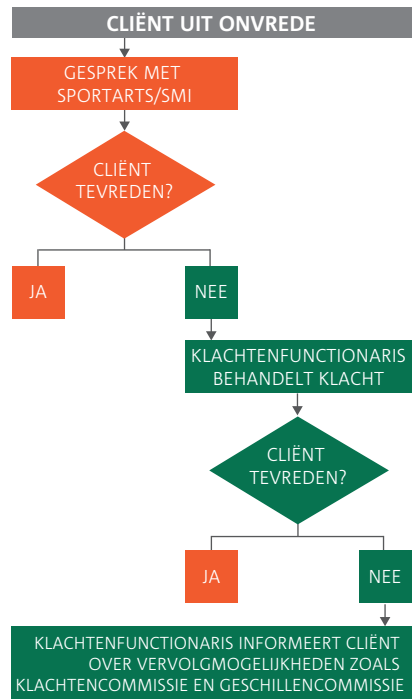 CLIËNT UIT ONVREDE
GESPREK MET
SPORTARTS/SMI
CLIËNT
TEVREDEN?
JA
NEE
KLACHTENFUNCTIONARIS
BEHANDELT KLACHT
CLIËNT
TEVREDEN?
JA
NEE
KLACHTENFUNCTIONARIS INFORMEERT CLIËNT
OVER VERVOLGMOGELIJKHEDEN ZOALS
KLACHTENCOMMISSIE EN GESCHILLENCOMMISSIE